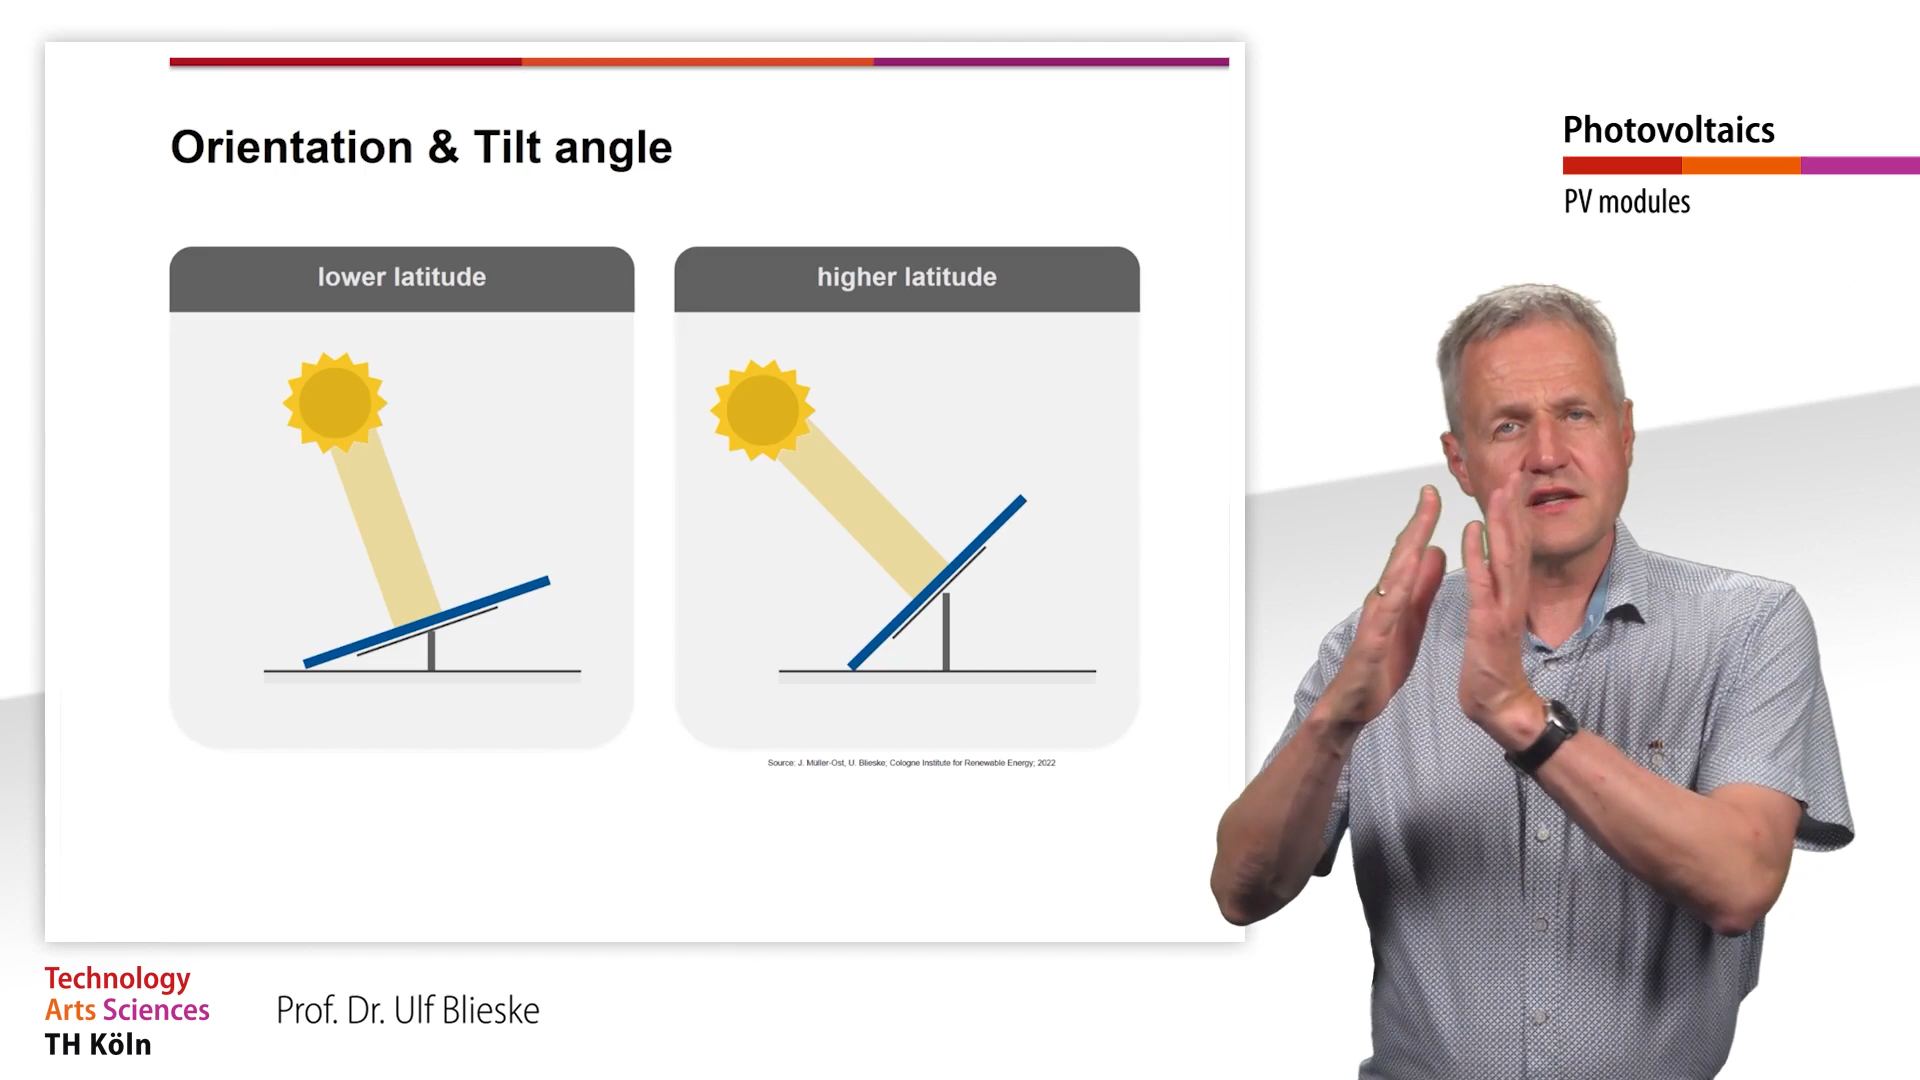 Orientation & Tilt angle
lower latitude
higher latitude
Source: J. Müller-Ost, U. Blieske; Cologne Institute for Renewable Energy; 2022
Photovoltaics
PV modules
Technology
Arts Sciences
TH Köln
Prof. Dr. Ulf Blieske